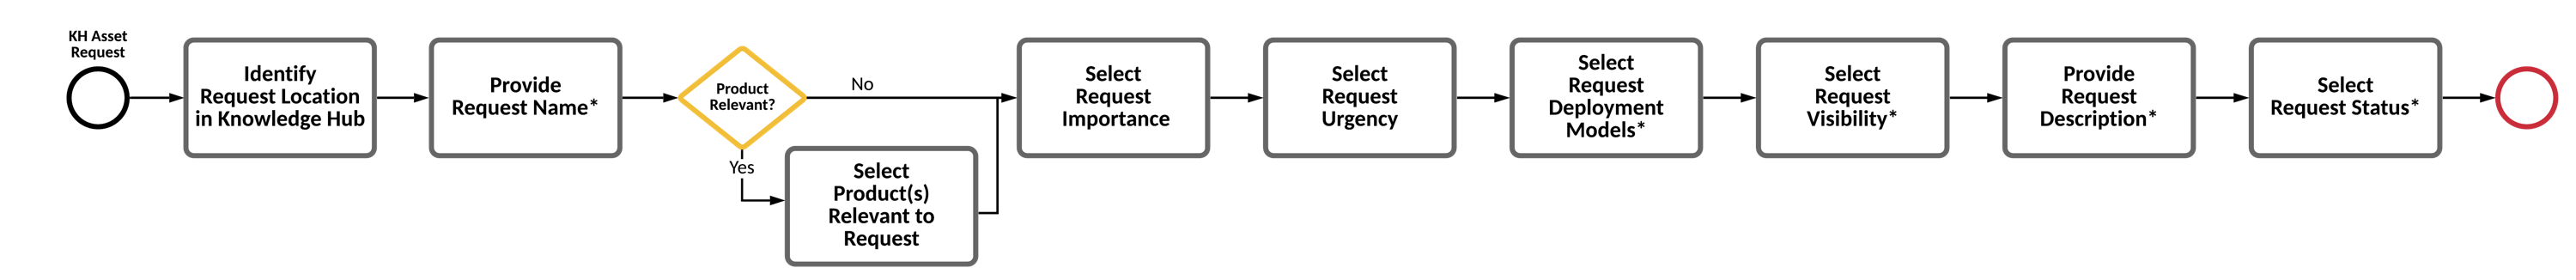 KH Asset
Request
Identify
Request Location
in Knowledge Hub
Provide
Request Name*
Product
Relevant?
No
Yes
Select
Product(s)
Relevant to
Request
Select
Request
Importance
Select
Request
Urgency
Select
Request
Deployment
Models*
Select
Request
Visibility*
Provide
Request
Description*
Select
Request Status*